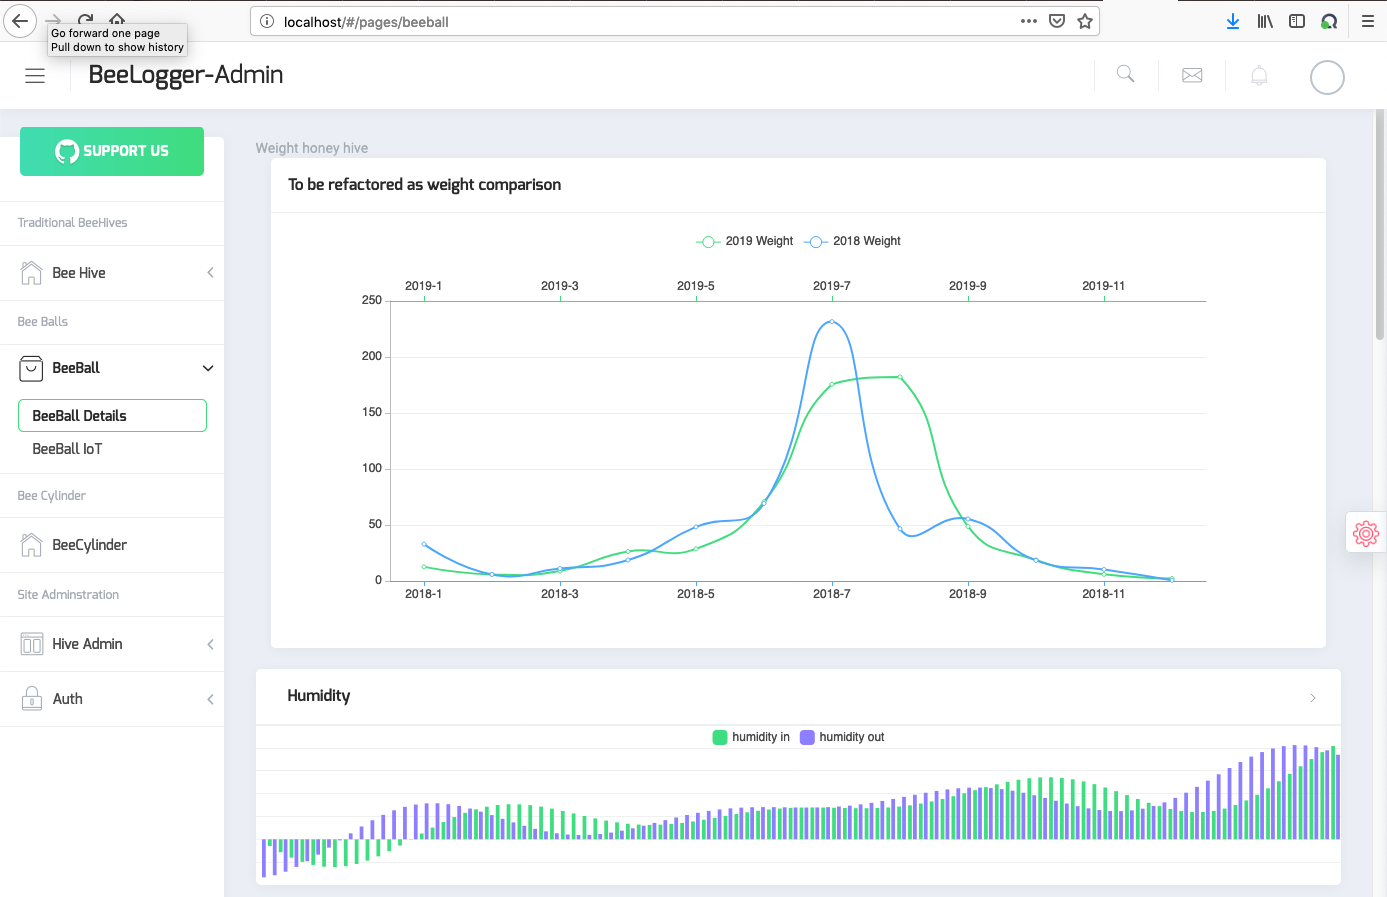 localhost/#/pages/beeball
Go forward one page
Pull down to show history
BeeLogger-Admin
SUPPORT US
Traditional BeeHives
Bee Hive
Bee Balls
BeeBall
BeeBall Details
BeeBall IoT
Bee Cylinder
BeeCylinder
Site Adminstration
Hive Admin
Auth
Weight honey hive
To be refactored as weight comparison
2019 Weight 2018 Weight
2019-1 2019-3 2019-5 2019-7 2019-9 2019-11
250
200
150
100
50
0
2018-1 2018-3 2018-5 2018-7 2018-9 2018-11
Humidity
humidity in humidity out